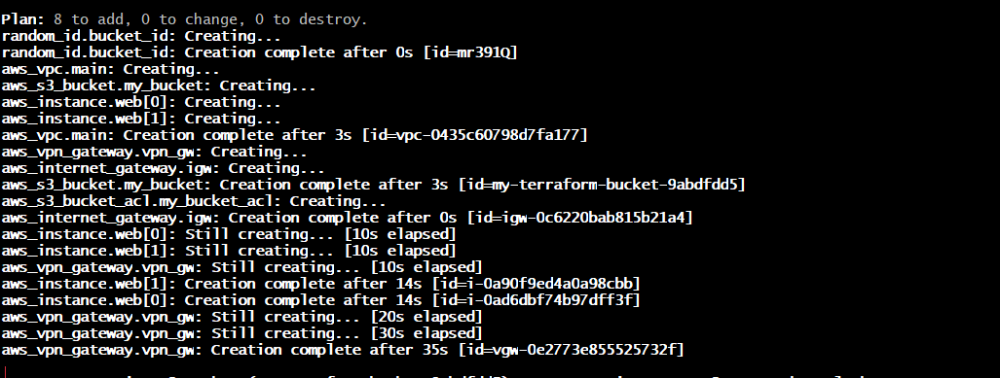 Plan: 8 to add, 0 to change, 0 to destroy.
random_id.bucket_id: Creating...
random_id.bucket_id: Creation complete after 0s [id=mr391Q]
aws_vpc.main: Creating...
aws_s3_bucket.my_bucket: Creating...
aws_instance.web[0]: Creating...
aws_instance.web[1]: Creating...
aws_vpc.main: Creation complete after 3s [id=vpc-0435c60798d7fa177]
aws_vpn_gateway.vpn_gw: Creating...
aws_internet_gateway.igw: Creating...
aws_s3_bucket.my_bucket: Creation complete after 3s [id=my-terraform-bucket-9abdfdd5]
aws_s3_bucket_acl.my_bucket_acl: Creating...
aws_internet_gateway.igw: Creation complete after 0s [id=igw-0c6220bab815b21a4]
aws_instance.web[0]: Still creating... [10s elapsed]
aws_instance.web[1]: Still creating... [10s elapsed]
aws_vpn_gateway.vpn_gw: Still creating... [10s elapsed]
aws_instance.web[1]: Creation complete after 14s [id=i-0a90f9ed4a0a98cbb]
aws_instance.web[0]: Creation complete after 14s [id=i-0ad6dbf74b97dff3f]
aws_vpn_gateway.vpn_gw: Still creating... [20s elapsed]
aws_vpn_gateway.vpn_gw: Still creating... [30s elapsed]
aws_vpn_gateway.vpn_gw: Creation complete after 35s [id=vgw-0e2773e855525732f]